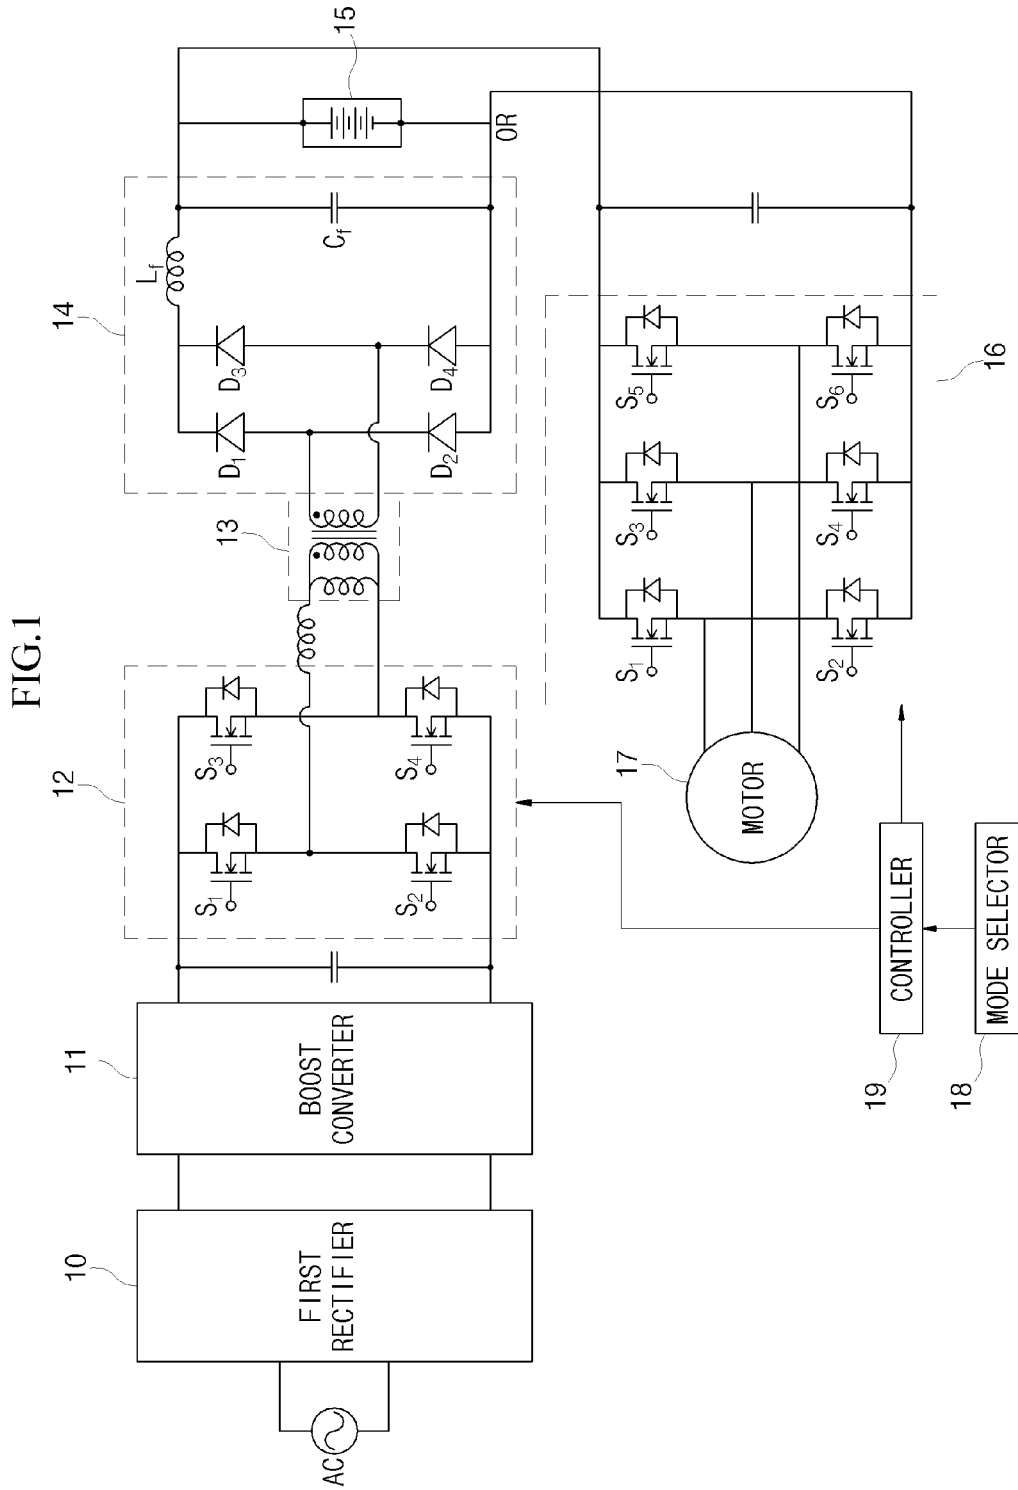 FIG.1
10
11
12
13
14
15
AC
FIRST
RECTIFIER
BOOST
CONVERTER
S1
S3
S2
S4
D1
D3
D2
D4
Lf
Cf
OR
17
MOTOR
S1
S3
S5
S2
S4
S6
16
19
CONTROLLER
18
MODE SELECTOR